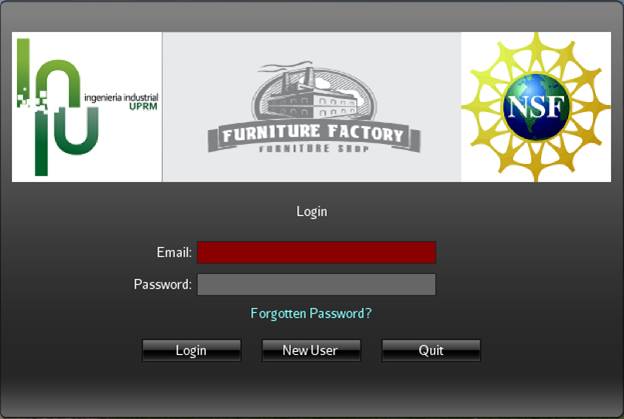 ingenieria industrial
UPRM
FURNITURE FACTORY
FURNITURE SHOP
NSF
Login
Email:
Password:
Forgotten Password?
Login New User Quit